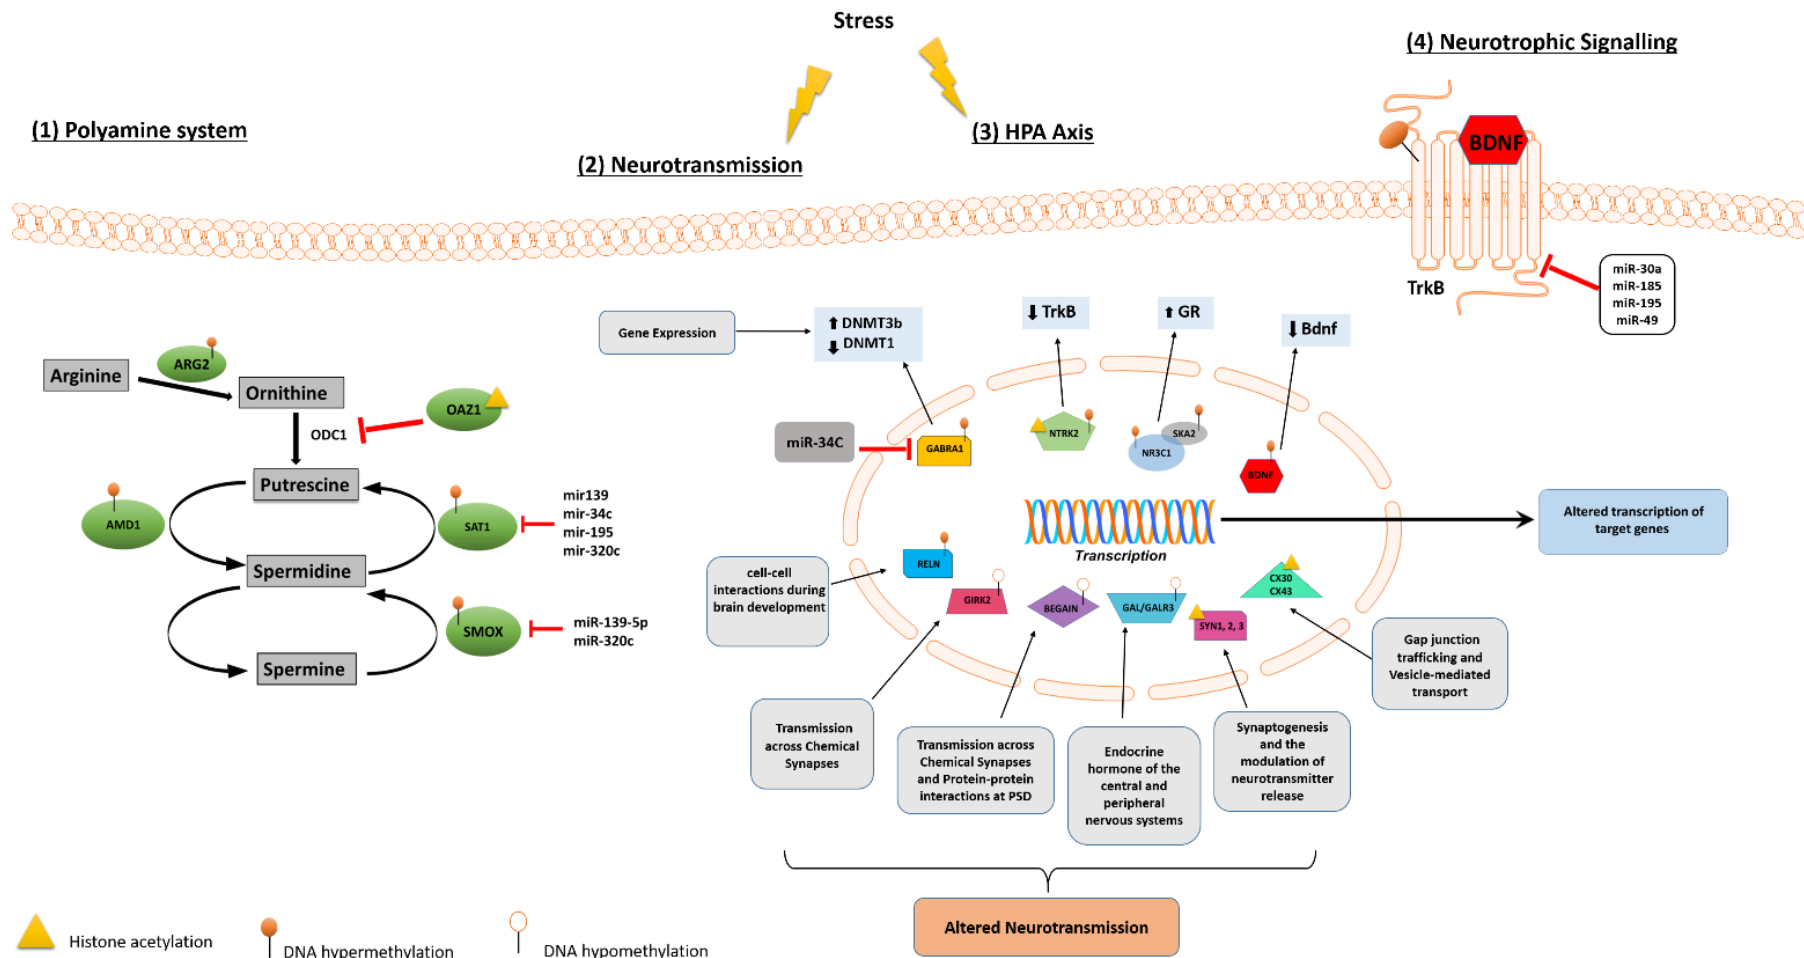 Stress
(4) Neurotrophic Signalling
(1) Polyamine system
(2) Neurotransmission
(3) HPA Axis
BDNF
TrkB
miR-30a
miR-185
miR-195
miR-49
Arginine
ARG2
Ornithine
OAZ1
ODC1
Putrescine
AMD1
SAT1
mir139
mir-34c
mir-195
mir-320c
Spermidine
SMOX
miR-139-5p
miR-320c
Spermine
Gene Expression
DNMT3b
DNMT1
TrkB
GR
Bdnf
miR-34C
GABRA1
NTRK2
NR3C1
SKA2
BDNF
Transcription
Altered transcription of
target genes
cell-cell
interactions during
brain development
RELN
GIRK2
BEGAIN
GAL/GALR3
SYN1, 2, 3
CX30
CX43
Gap junction
trafficking and
Vesicle-mediated
transport
Transmission
across Chemical
Synapses
Transmission across
Chemical Synapses
and Protein-protein
interactions at PSD
Endocrine
hormone of the
central and
peripheral
nervous systems
Synaptogenesis
and the
modulation of
neurotransmitter
release
Altered Neurotransmission
Histone acetylation
DNA hypermethylation
DNA hypomethylation